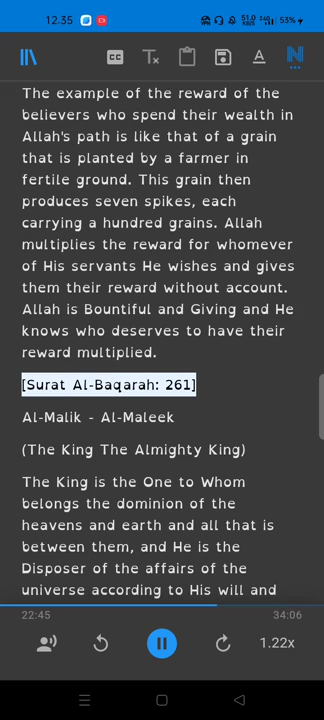 12.35
51.0
KB/S
53%
CC
The example of the reward of the
believers who spend their wealth in
Allah's path is like that of a grain
that is planted by a farmer in
fertile ground. This grain then
produces seven spikes, each
carrying a hundred grains. Allah
multiplies the reward for whomever
of His servants He wishes and gives
them their reward without account.
Allah is Bountiful and Giving and He
knows who deserves to have their
reward multiplied.
[Surat Al-Baqarah: 261]
Al-Malik - Al-Maleek
(The King The Almighty King)
The King is the One to Whom
belongs the dominion of the
heavens and earth and all that is
between them, and He is the
Disposer of the affairs of the
universe according to His will and
22:45 34:06
1.22x